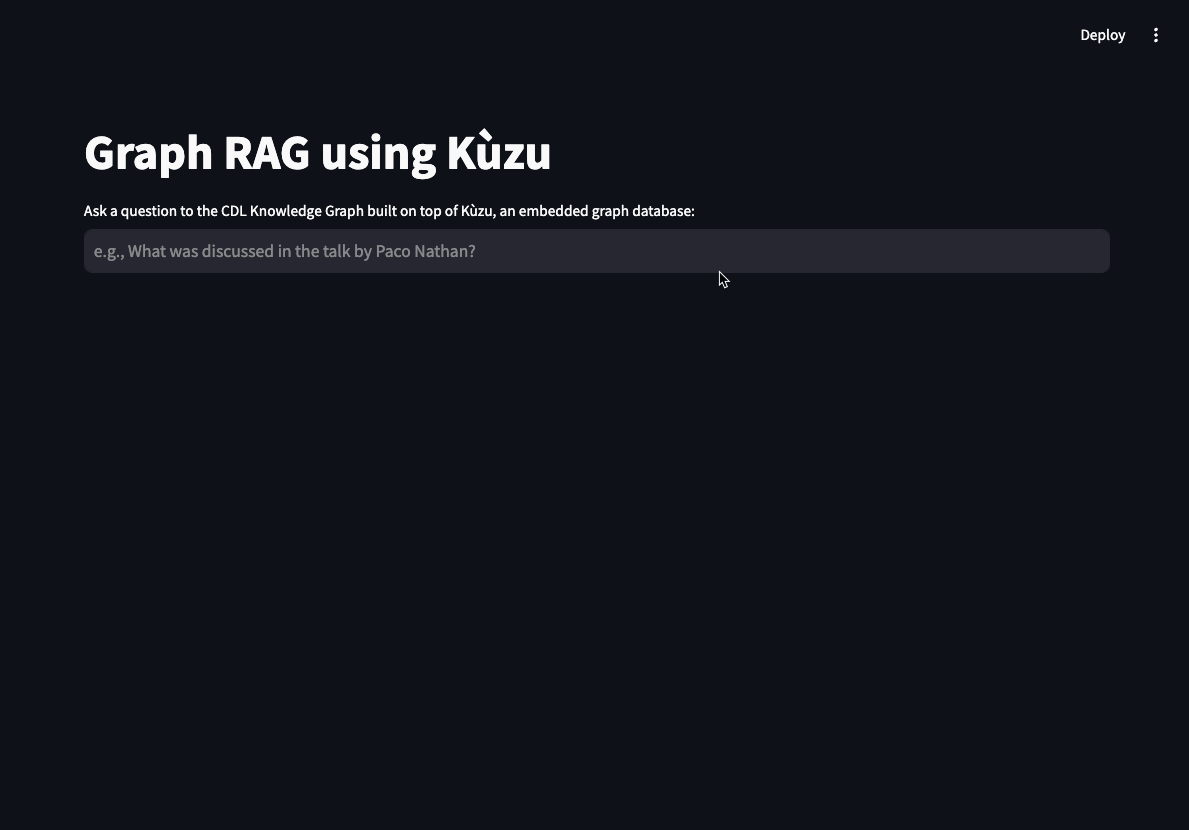 Deploy
Graph RAG using Kùzu
Ask a question to the CDL Knowledge Graph built on top of Kùzu, an embedded graph database:
e.g., What was discussed in the talk by Paco Nathan?